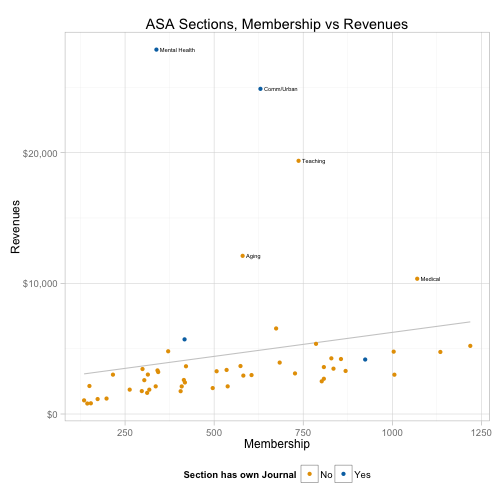 ASA Sections, Membership vs Revenues
Mental Health
Comm/Urban
$20,000
Teaching
Revenues
Aging
$10,000
Medical
$0
250
500
750
1000
1250
Membership
Section has own Journal No Yes